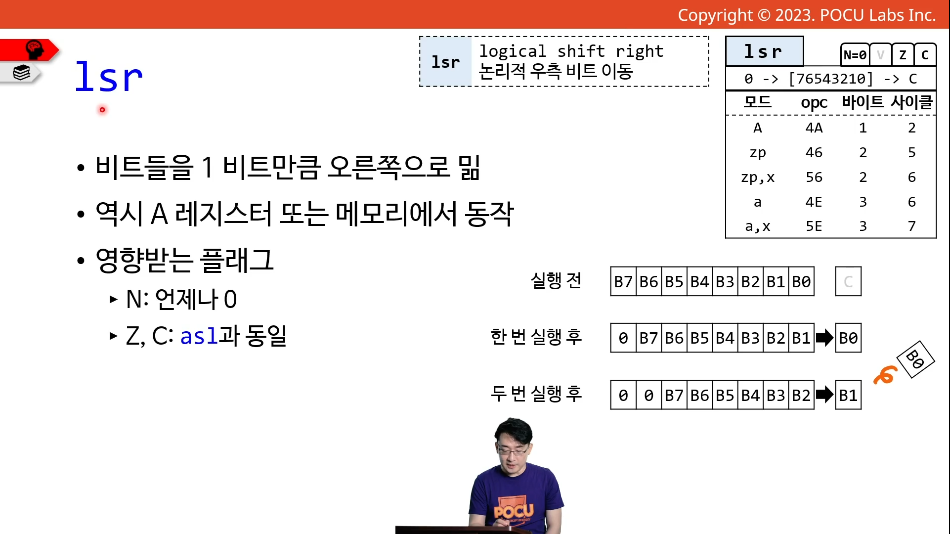 Copyright © 2023. POCU Labs Inc.
lsr
lsr
logical shift right
논리적 우측 비트 이동
lsr
N=0 V Z C
0 -> [76543210] -> C
모드 opc 바이트 사이클
A 4A 1 2
zp 46 2 5
zp,x 56 2 6
a 4E 3 6
a,x 5E 3 7
• 비트들을 1 비트만큼 오른쪽으로 밂
• 역시 A 레지스터 또는 메모리에서 동작
• 영향받는 플래그
▸ N: 언제나 0
▸ Z, C: asl과 동일
실행 전 B7 B6 B5 B4 B3 B2 B1 B0 C
한 번 실행 후 0 B7 B6 B5 B4 B3 B2 B1 B0
B0
두 번 실행 후 0 0 B7 B6 B5 B4 B3 B2 B1
POCU